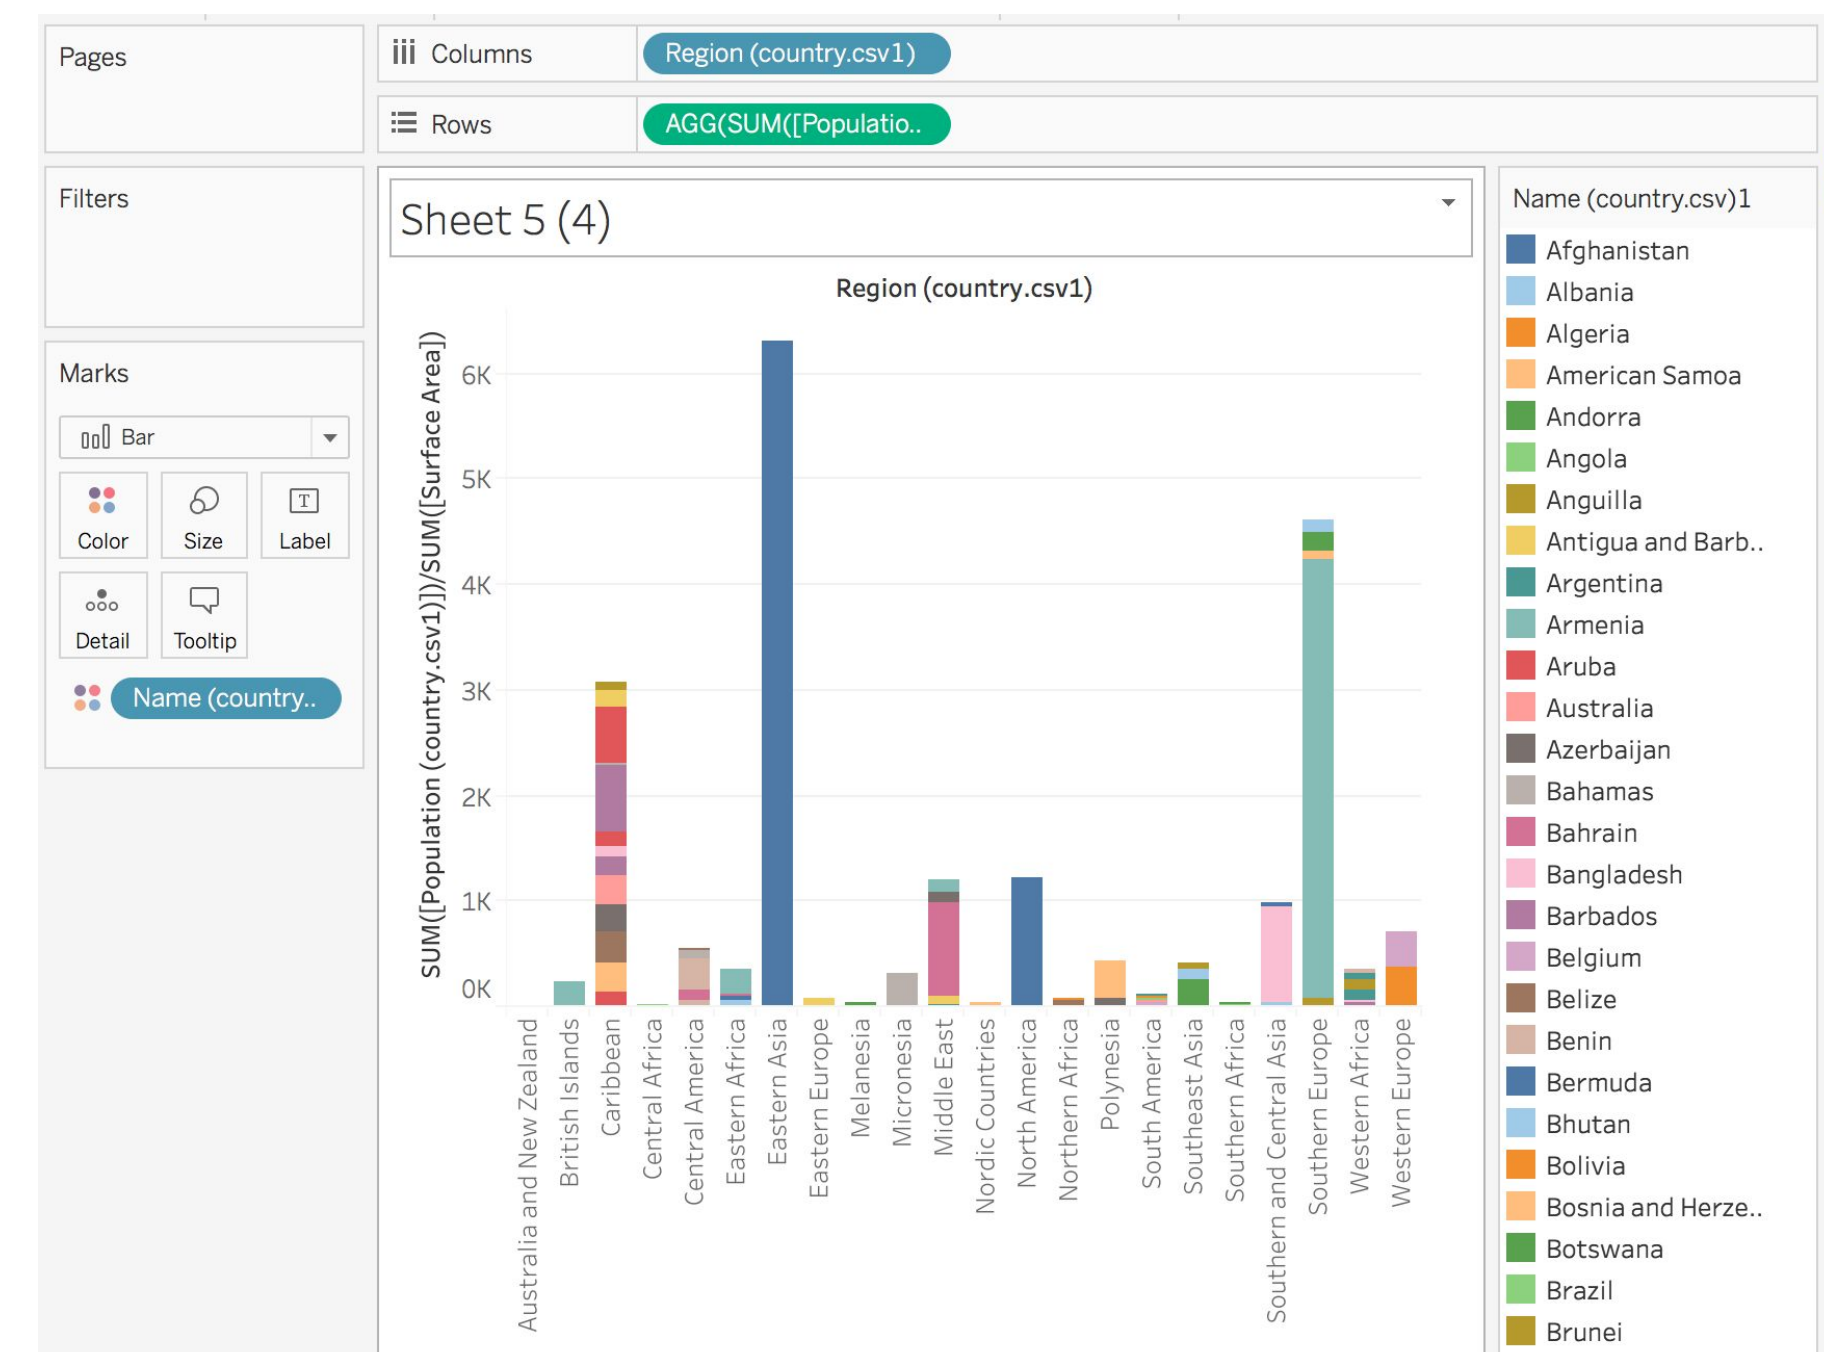 Pages
Columns
Region (country.csv1)
Rows
AGG(SUM([Populatio..
Filters
Marks
Bar
Color
Size
Label
Detail
Tooltip
Name (country..
Sheet 5 (4)
Region (country.csv1)
SUM([Population (country.csv1)])/SUM([Surface Area])
6K
5K
4K
3K
2K
1K
0K
Australia and New Zealand
British Islands
Caribbean
Central Africa
Central America
Eastern Africa
Eastern Asia
Eastern Europe
Melanesia
Micronesia
Middle East
Nordic Countries
North America
Northern Africa
Polynesia
South America
Southeast Asia
Southern Africa
Southern and Central Asia
Southern Europe
Western Africa
Western Europe
Name (country.csv)1
Afghanistan
Albania
Algeria
American Samoa
Andorra
Angola
Anguilla
Antigua and Barb..
Argentina
Armenia
Aruba
Australia
Azerbaijan
Bahamas
Bahrain
Bangladesh
Barbados
Belgium
Belize
Benin
Bermuda
Bhutan
Bolivia
Bosnia and Herze..
Botswana
Brazil
Brunei